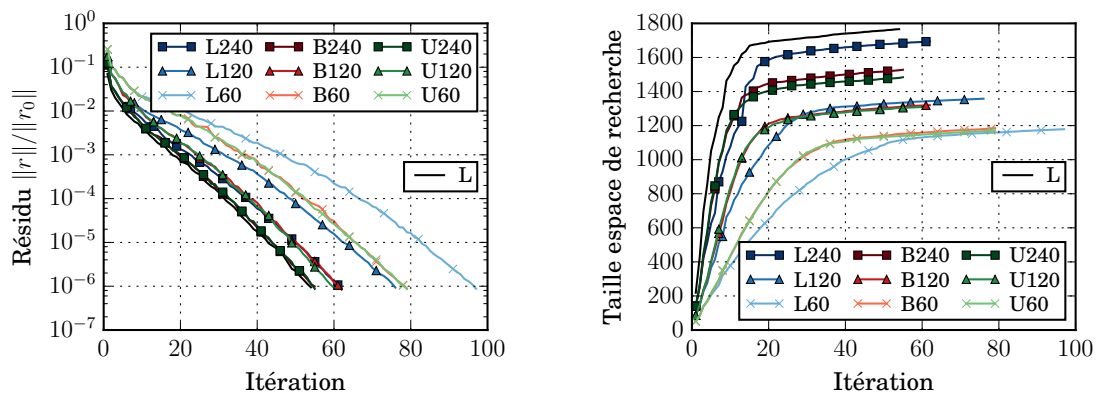 10^0
10^-1
10^-2
10^-3
10^-4
10^-5
10^-6
10^-7
Résidu ||r||/||r_0||
L240 B240 U240
L120 B120 U120
L60 B60 U60
L
0 20 40 60 80 100
Itération
1800
1600
1400
1200
1000
800
600
400
200
0
Taille espace de recherche
L
L240 B240 U240
L120 B120 U120
L60 B60 U60
0 20 40 60 80 100
Itération